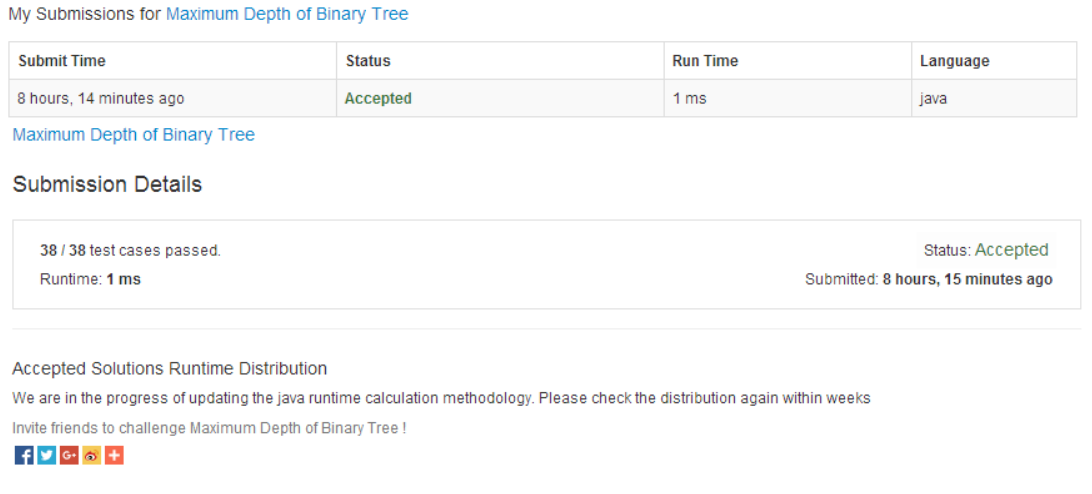 My Submissions for Maximum Depth of Binary Tree
Submit Time Status Run Time Language
8 hours, 14 minutes ago Accepted 1 ms java
Maximum Depth of Binary Tree
Submission Details
38 / 38 test cases passed. Status: Accepted
Runtime: 1 ms Submitted: 8 hours, 15 minutes ago
Accepted Solutions Runtime Distribution
We are in the progress of updating the java runtime calculation methodology. Please check the distribution again within weeks
Invite friends to challenge Maximum Depth of Binary Tree !